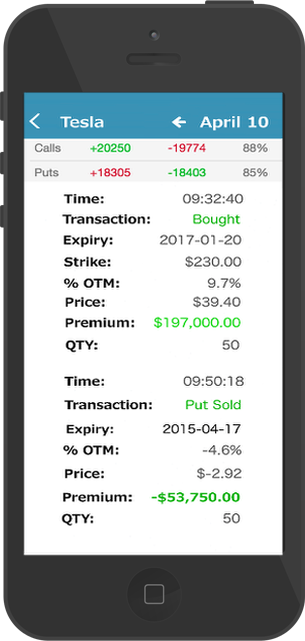 Tesla April 10
Calls +20250 -19774 88%
Puts +18305 -18403 85%
Time: 09:32:40
Transaction: Bought
Expiry: 2017-01-20
Strike: $230.00
% OTM: 9.7%
Price: $39.40
Premium: $197,000.00
QTY: 50
Time: 09:50:18
Transaction: Put Sold
Expiry: 2015-04-17
% OTM: -4.6%
Price: $-2.92
Premium: -$53,750.00
QTY: 50